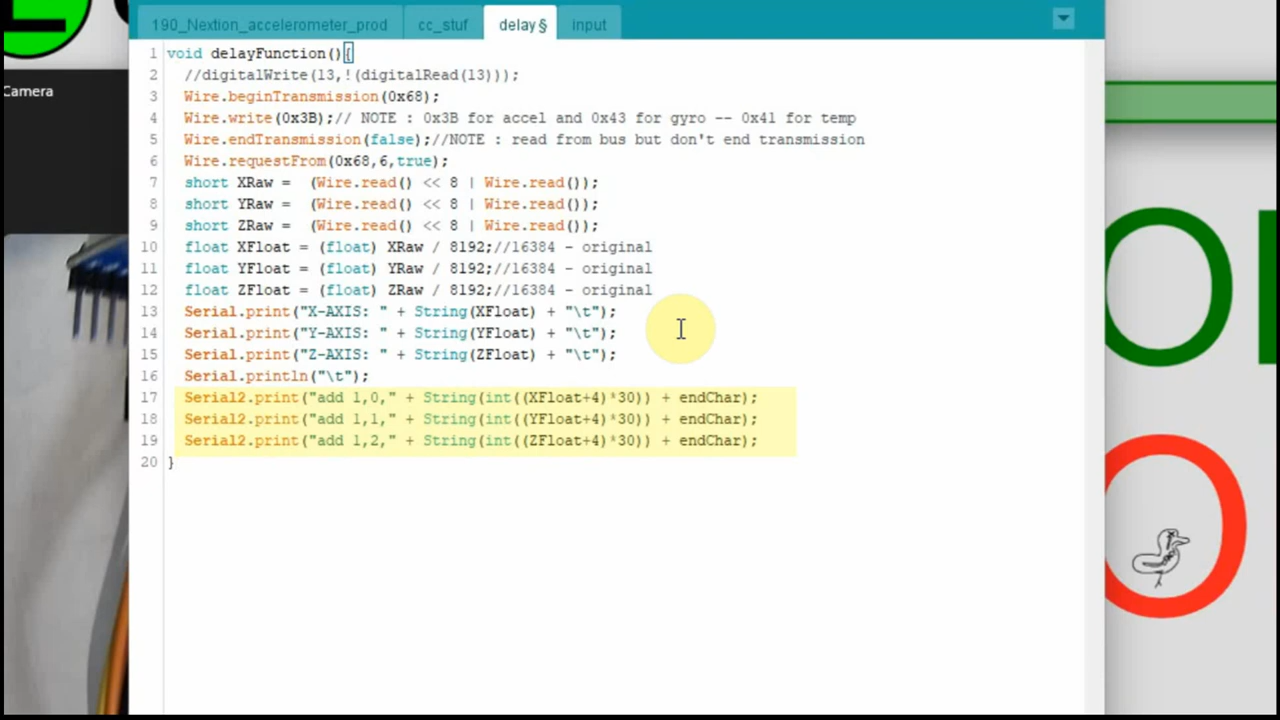 190_Nextion_accelerometer_prod cc_stuf delay§ input
Camera
1 void delayFunction(){
2 //digitalWrite(13,!(digitalRead(13)));
3 Wire.beginTransmission(0x68);
4 Wire.write(0x3B);// NOTE : 0x3B for accel and 0x43 for gyro -- 0x41 for temp
5 Wire.endTransmission(false);//NOTE : read from bus but don't end transmission
6 Wire.requestFrom(0x68,6,true);
7 short XRaw =  (Wire.read() << 8 | Wire.read());
8 short YRaw =  (Wire.read() << 8 | Wire.read());
9 short ZRaw =  (Wire.read() << 8 | Wire.read());
10 float XFloat = (float) XRaw / 8192;//16384 - original
11 float YFloat = (float) YRaw / 8192;//16384 - original
12 float ZFloat = (float) ZRaw / 8192;//16384 - original
13 Serial.print("X-AXIS: " + String(XFloat) + "\t");
14 Serial.print("Y-AXIS: " + String(YFloat) + "\t");
15 Serial.print("Z-AXIS: " + String(ZFloat) + "\t");
16 Serial.println("\t");
17 Serial2.print("add 1,0," + String(int((XFloat+4)*30)) + endChar);
18 Serial2.print("add 1,1," + String(int((YFloat+4)*30)) + endChar);
19 Serial2.print("add 1,2," + String(int((ZFloat+4)*30)) + endChar);
20 }